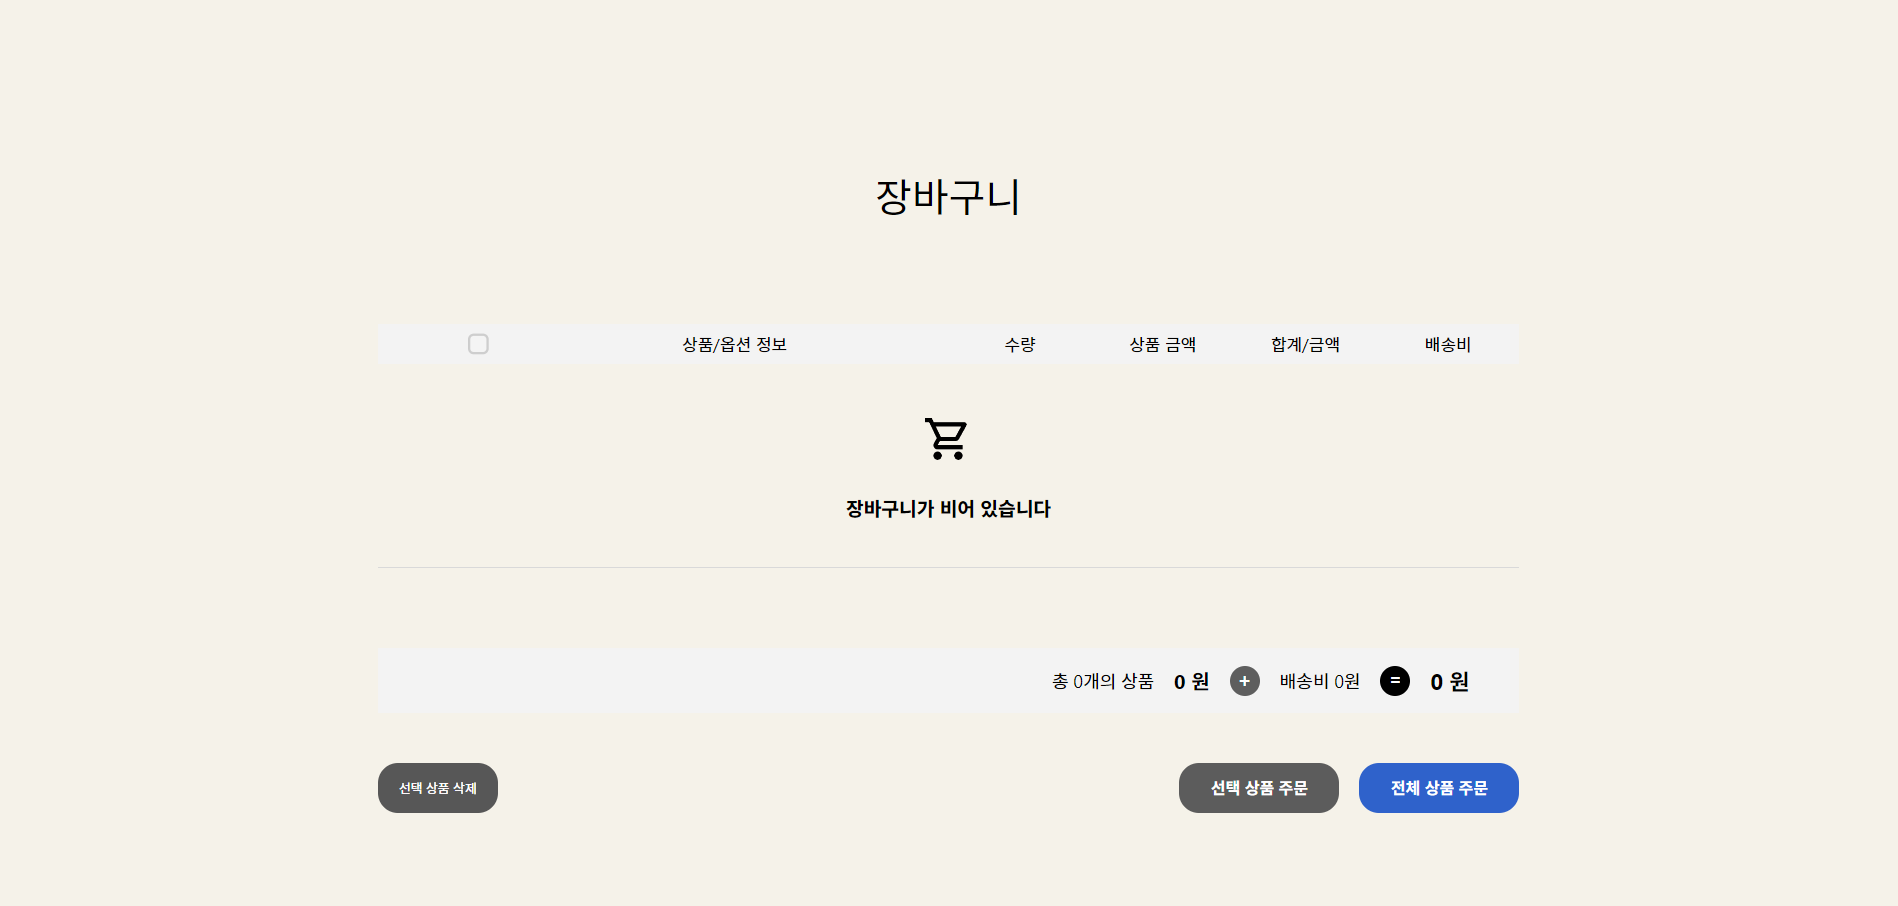 장바구니
상품/옵션 정보 수량 상품 금액 합계/금액 배송비
장바구니가 비어 있습니다
총 0개의 상품 0 원 + 배송비 0원 = 0 원
선택 상품 삭제 선택 상품 주문 전체 상품 주문